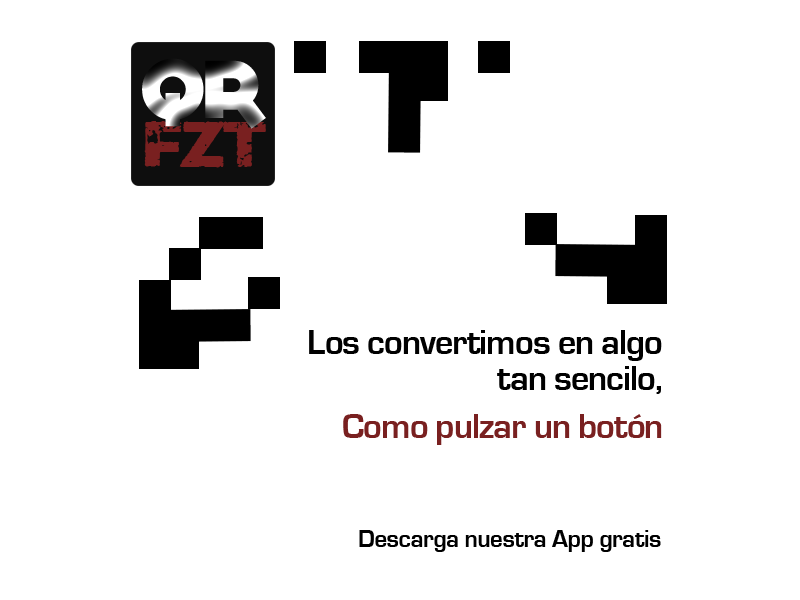 QR
FZT
Los convertimos en algo
tan sencilo,
Como pulzar un botón
Descarga nuestra App gratis